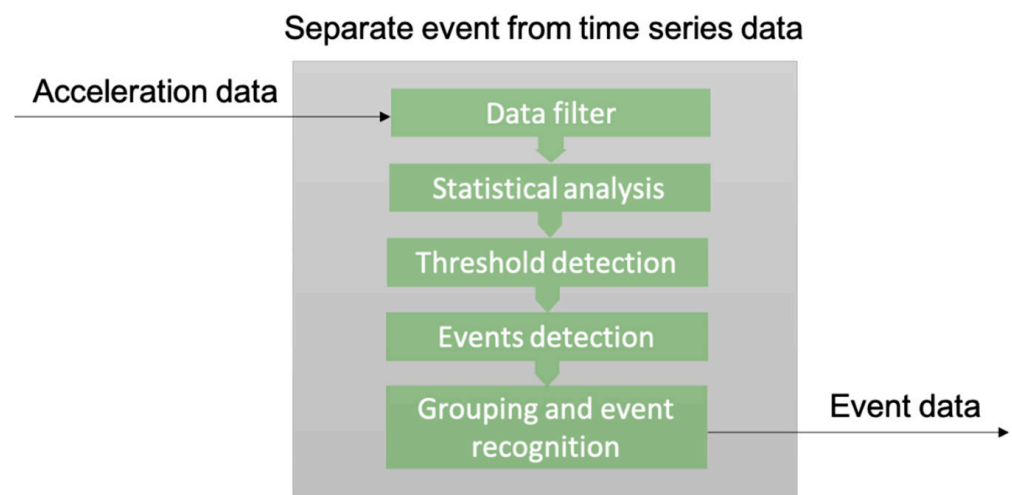 Separate event from time series data
Acceleration data
Data filter
Statistical analysis
Threshold detection
Events detection
Grouping and event
recognition
Event data